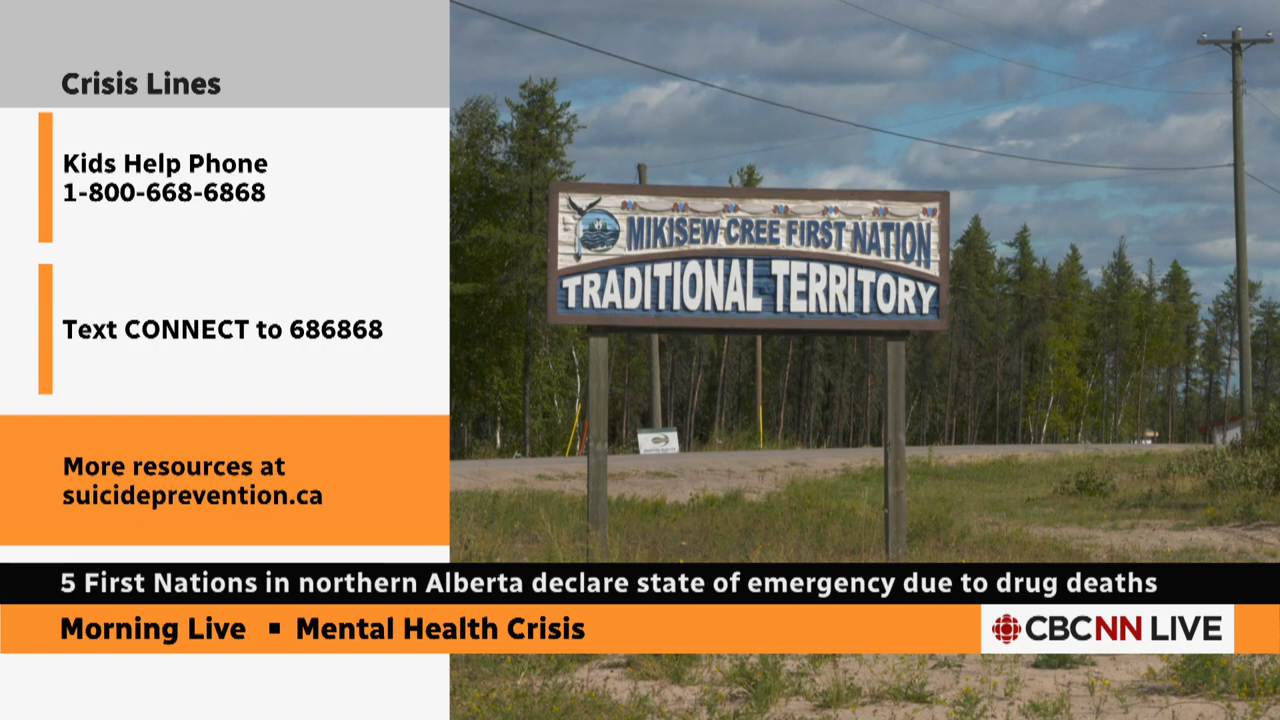 Crisis Lines
Kids Help Phone
1-800-668-6868
Text CONNECT to 686868
More resources at
suicideprevention.ca
MIKISEW CREE FIRST NATION
TRADITIONAL TERRITORY
5 First Nations in northern Alberta declare state of emergency due to drug deaths
Morning Live ▪ Mental Health Crisis
CBCNN LIVE